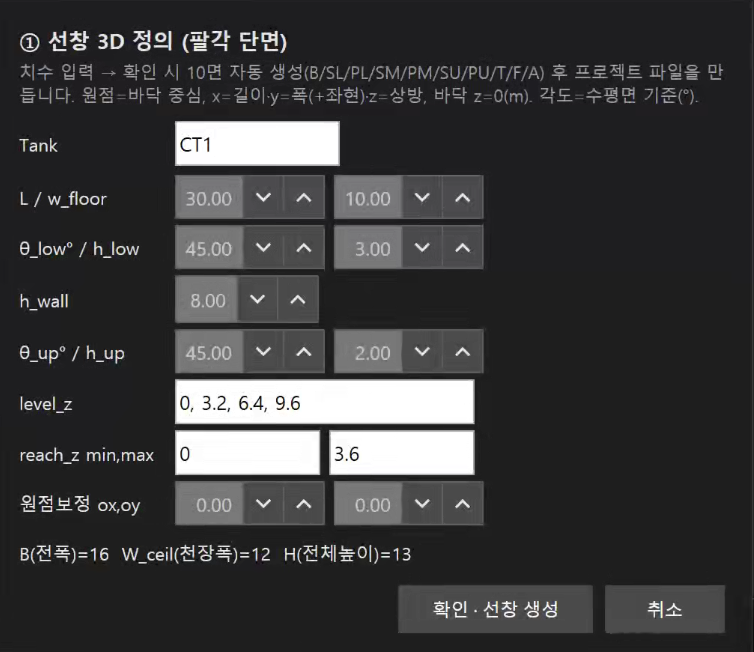 ① 선창 3D 정의 (팔각 단면)
치수 입력 → 확인 시 10면 자동 생성(B/SL/PL/SM/PM/SU/PU/T/F/A) 후 프로젝트 파일을 만
듭니다. 원점=바닥 중심, x=길이·y=폭(+좌현)·z=상방, 바닥 z=0(m). 각도=수평면 기준(°).
Tank CT1
L / w_floor 30.00 10.00
θ_low° / h_low 45.00 3.00
h_wall 8.00
θ_up° / h_up 45.00 2.00
level_z 0, 3.2, 6.4, 9.6
reach_z min,max 0 3.6
원점보정 ox,oy 0.00 0.00
B(전폭)=16 W_ceil(천장폭)=12 H(전체높이)=13
확인 · 선창 생성 취소